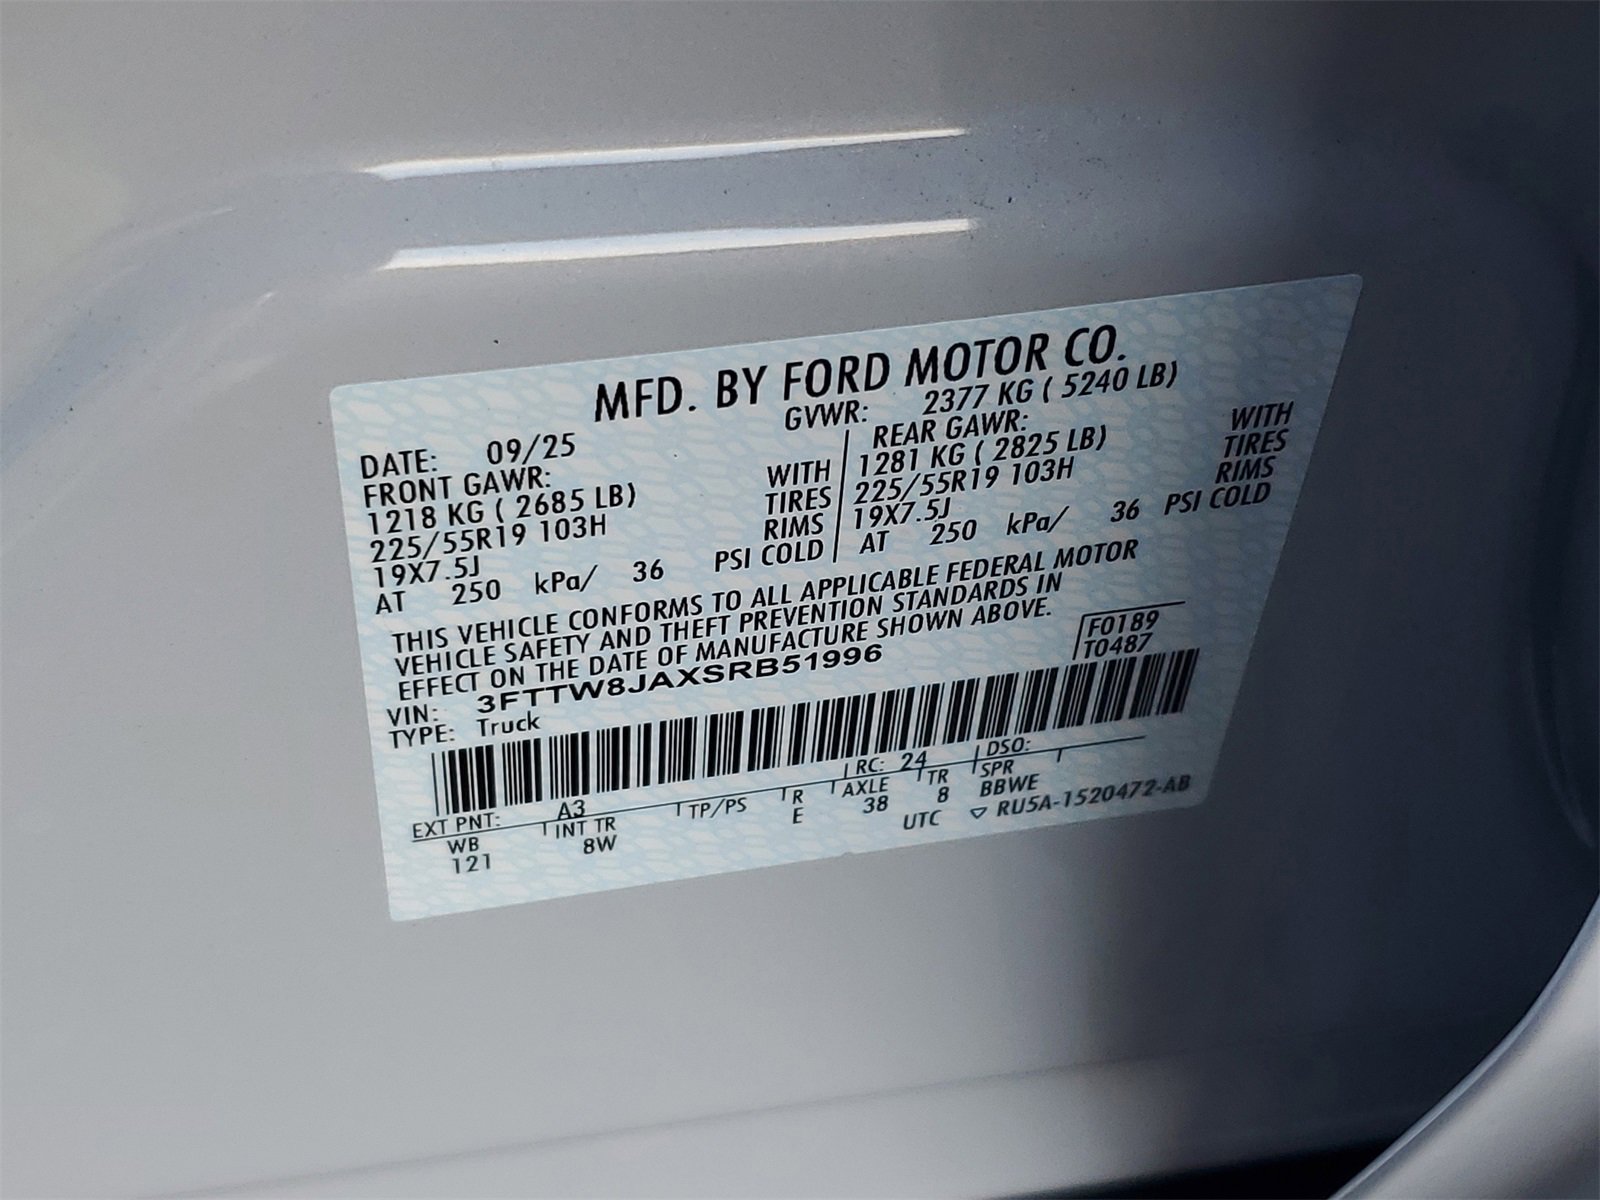 MFD. BY FORD MOTOR CO.
DATE: 09/25 GVWR: 2377 KG ( 5240 LB)
FRONT GAWR: REAR GAWR:
1218 KG ( 2685 LB) WITH 1281 KG ( 2825 LB) WITH
225/55R19 103H TIRES 225/55R19 103H TIRES
19X7.5J RIMS 19X7.5J RIMS
AT 250 kPa/ 36 PSI COLD AT 250 kPa/ 36 PSI COLD
THIS VEHICLE CONFORMS TO ALL APPLICABLE FEDERAL MOTOR
VEHICLE SAFETY AND THEFT PREVENTION STANDARDS IN
EFFECT ON THE DATE OF MANUFACTURE SHOWN ABOVE.
F0189
VIN: 3FTTW8JAXSRB51996 T0487
TYPE: Truck
EXT PNT: A3 RC: 24 DSO:
WB INT TR TP/PS R AXLE TR SPR
121 8W E 38 8 BBWE
UTC ▽ RU5A-1520472-AB